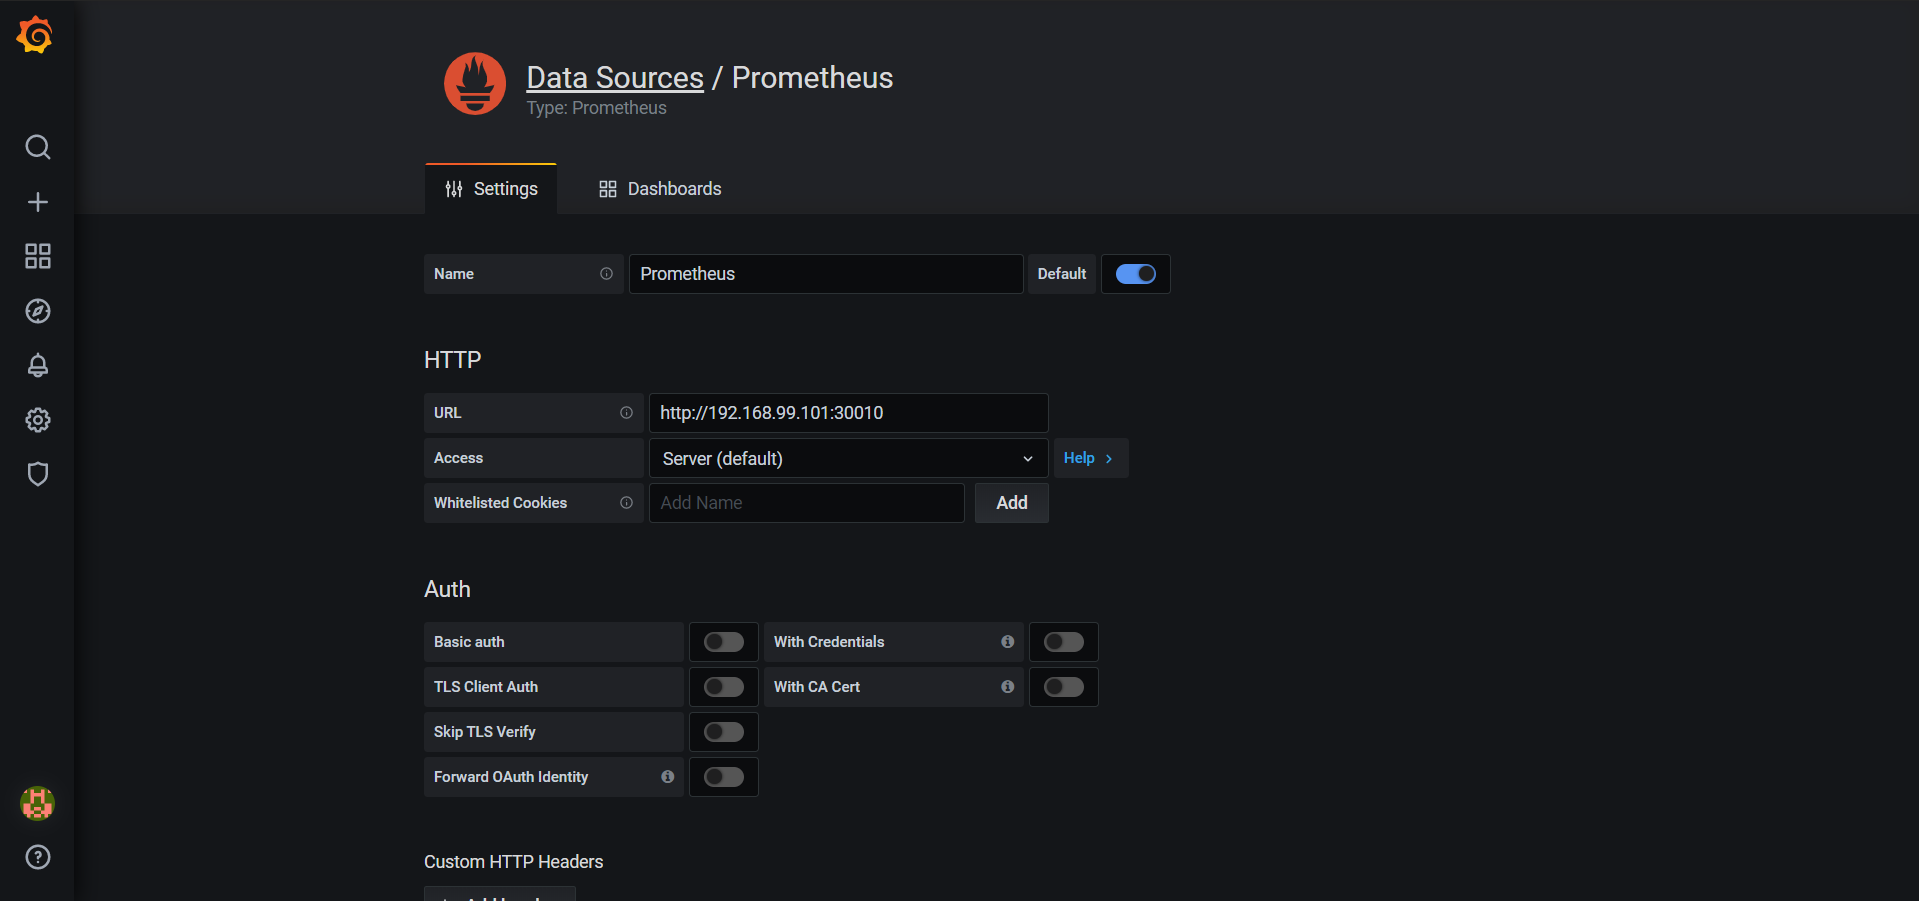 Data Sources / Prometheus
Type: Prometheus
Settings
Dashboards
Name
Prometheus
Default
HTTP
URL
http://192.168.99.101:30010
Access
Server (default)
Help
Whitelisted Cookies
Add Name
Add
Auth
Basic auth
With Credentials
TLS Client Auth
With CA Cert
Skip TLS Verify
Forward OAuth Identity
Custom HTTP Headers